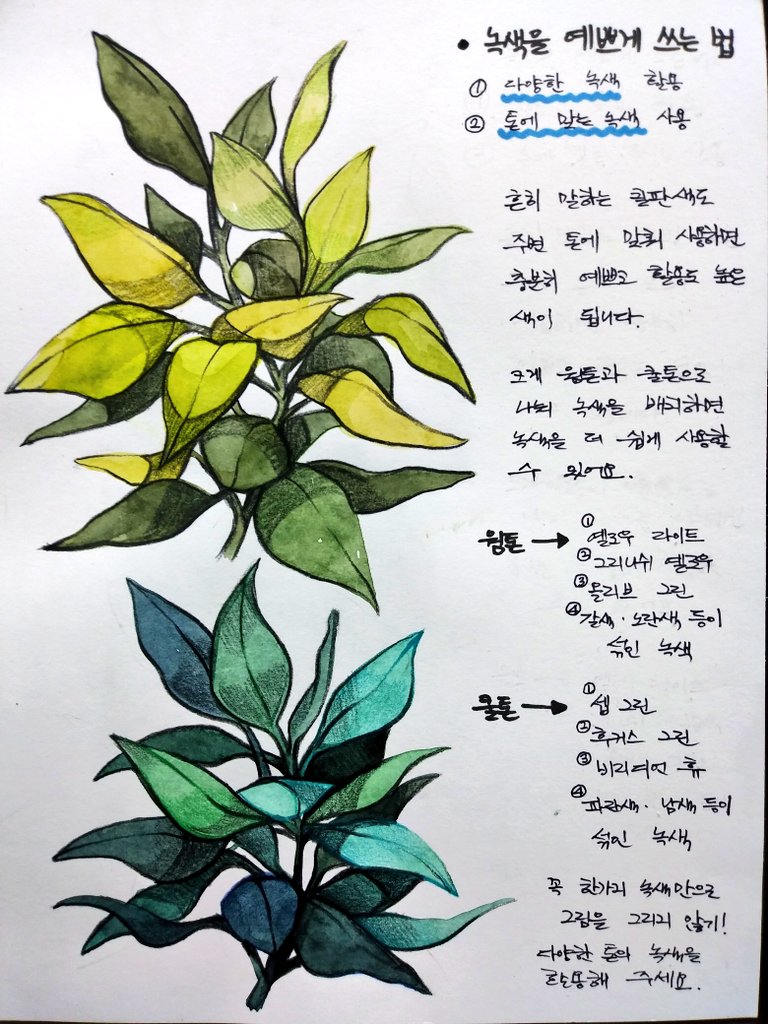 • 녹색을 예쁘게 쓰는 법
① 다양한 녹색 활용
② 톤에 맞는 녹색 사용
흔히 말하는 팔판색도
주변 톤에 맞춰 사용하면
충분히 예쁘고 활용도 높은
색이 됩니다.
크게 웜톤과 쿨톤으로
나눠 녹색을 배치하면
녹색을 더 쉽게 사용할
수 있어요.
웜톤 → ① 옐로우 라이트
② 그리니쉬 옐로우
③ 올리브 그린
④ 갈색·노란색 등이
섞인 녹색
쿨톤 → ① 셉 그린
② 후커스 그린
③ 비리디언 휴
④ 파란색·남색 등이
섞인 녹색
꼭 한가지 녹색만으로
그림을 그리지 않기!
다양한 톤의 녹색을
활용해 주세요.